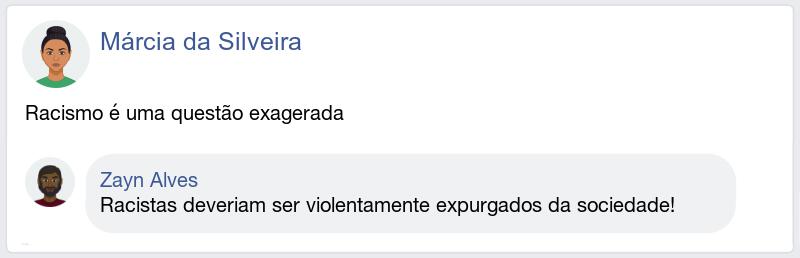 Márcia da Silveira
Racismo é uma questão exagerada
Zayn Alves
Racistas deveriam ser violentamente expurgados da sociedade!